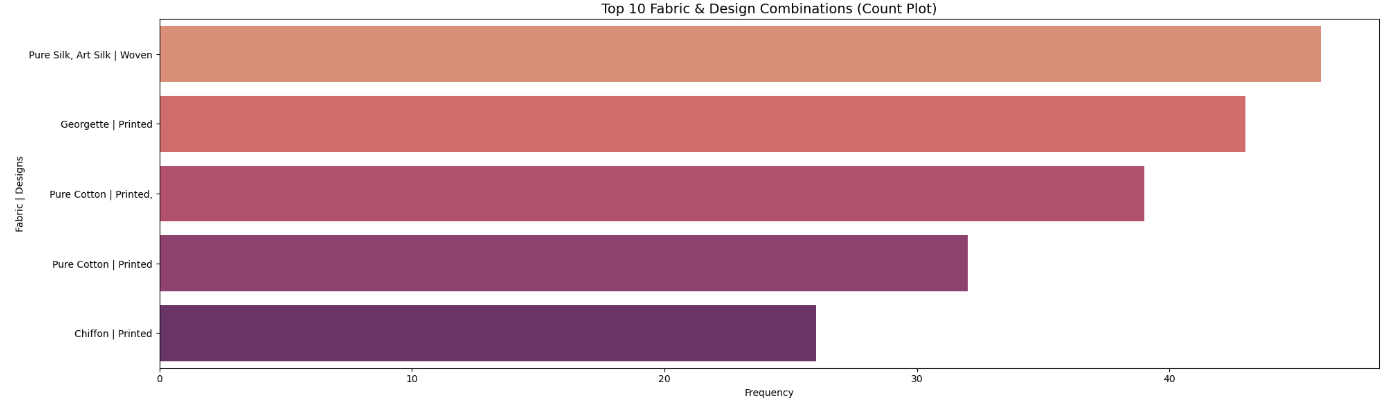 Top 10 Fabric & Design Combinations (Count Plot)
Fabric | Designs
Pure Silk, Art Silk | Woven
Georgette | Printed
Pure Cotton | Printed,
Pure Cotton | Printed
Chiffon | Printed
0 10 20 30 40
Frequency